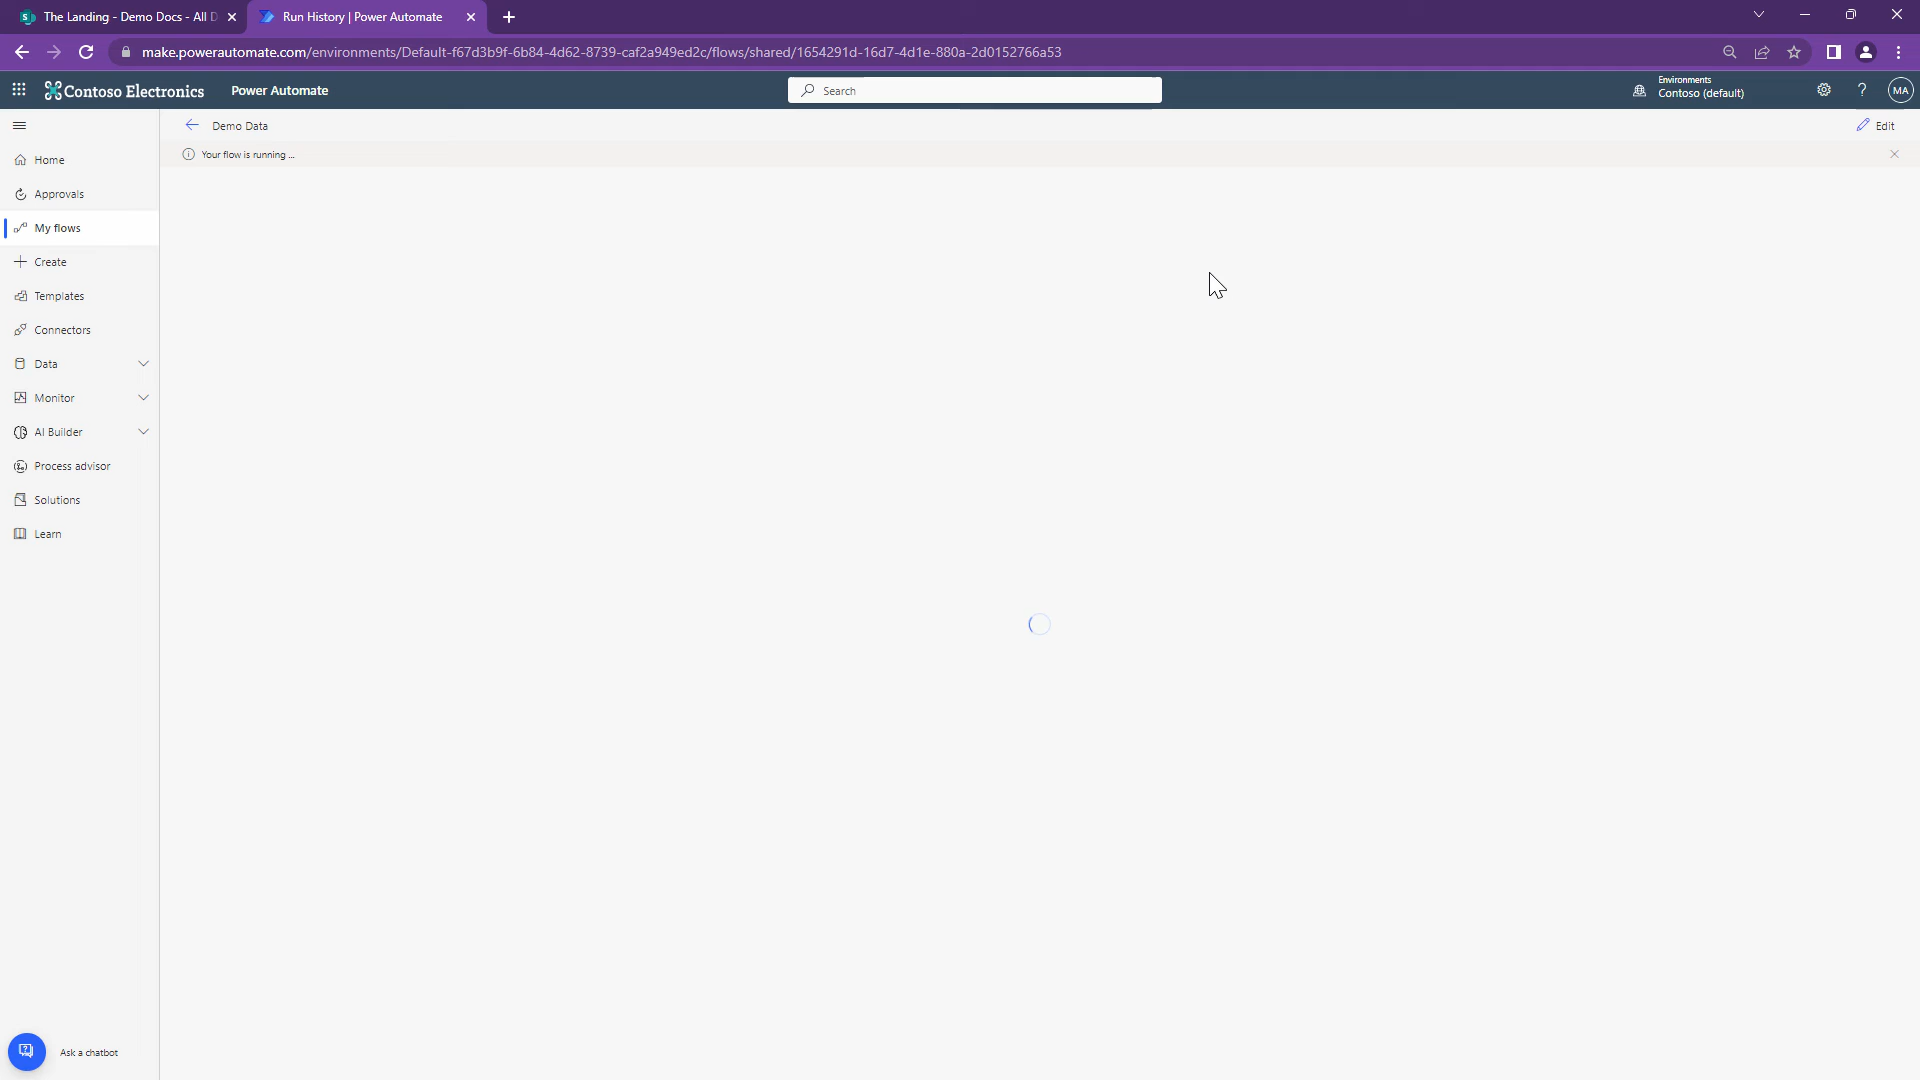 The Landing - Demo Docs - All D
Run History | Power Automate
make.powerautomate.com/environments/Default-f67d3b9f-6b84-4d62-8739-caf2a949ed2c/flows/shared/1654291d-16d7-4d1e-880a-2d0152766a53
Contoso Electronics
Power Automate
Search
Environments
Contoso (default)
?
MA
Demo Data
Edit
Your flow is running ...
Home
Approvals
My flows
Create
Templates
Connectors
Data
Monitor
AI Builder
Process advisor
Solutions
Learn
Ask a chatbot